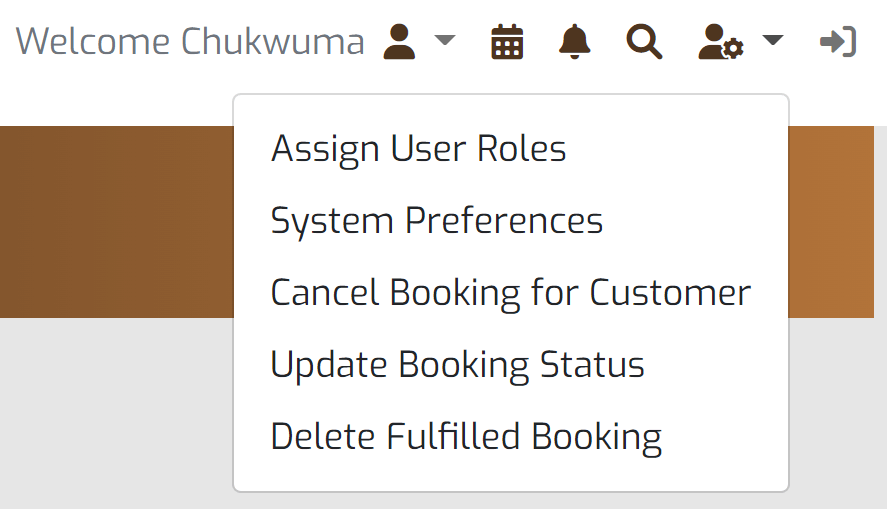 Welcome Chukwuma
Assign User Roles
System Preferences
Cancel Booking for Customer
Update Booking Status
Delete Fulfilled Booking